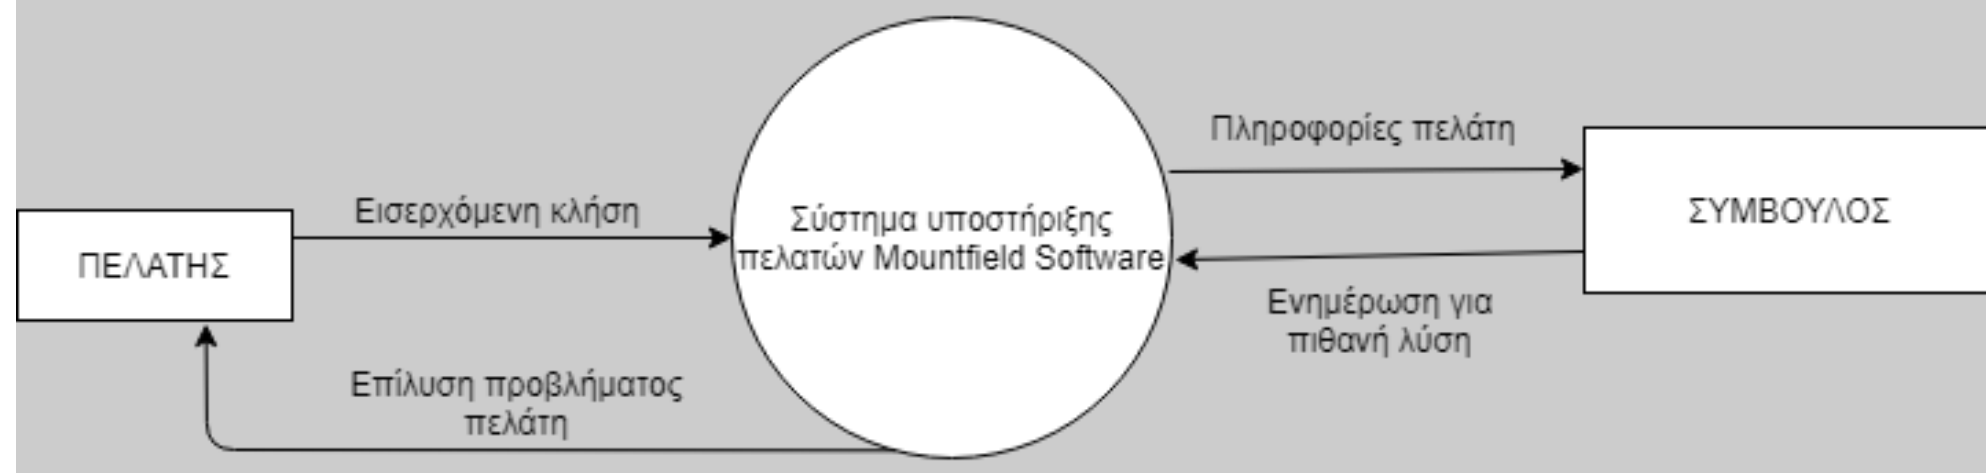 Πληροφορίες πελάτη
ΣΥΜΒΟΥΛΟΣ
Εισερχόμενη κλήση
Σύστημα υποστήριξης
πελατών Mountfield Software
ΠΕΛΑΤΗΣ
Ενημέρωση για
πιθανή λύση
Επίλυση προβλήματος
πελάτη